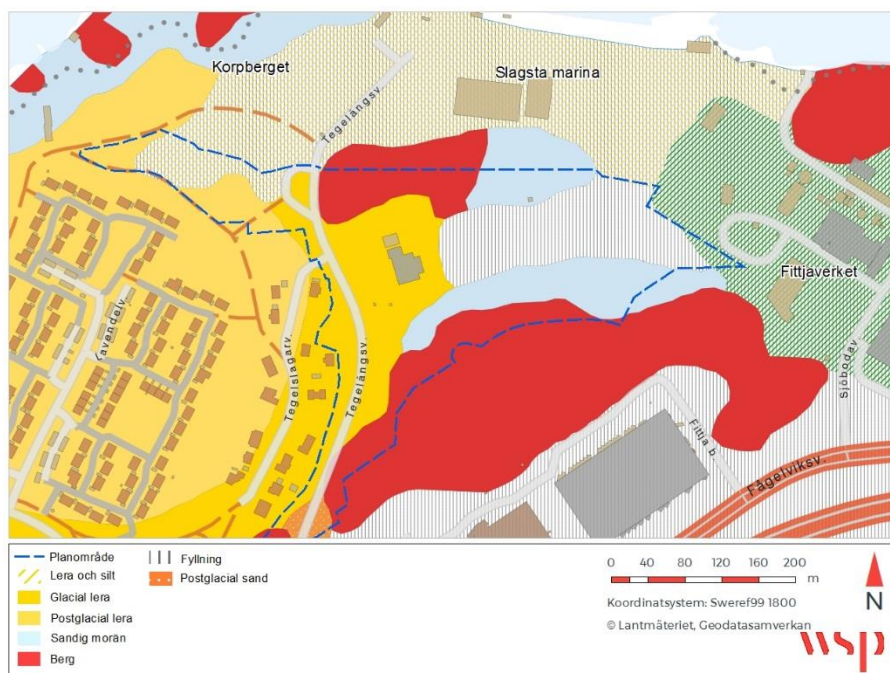 Korpberget
Slagsta marina
Tegelängsv.
Fittjaverket
Tegelslagarv.
Tegelängsv.
Sjöbodav.
Fittja b.
Fågelviksv.
Planområde
Lera och silt
Glacial lera
Postglacial lera
Sandig morän
Berg
Fyllning
Postglacial sand
0 40 80 120 160 200
m
Koordinatsystem: Sweref99 1800
© Lantmäteriet, Geodatasamverkan
N
wsp